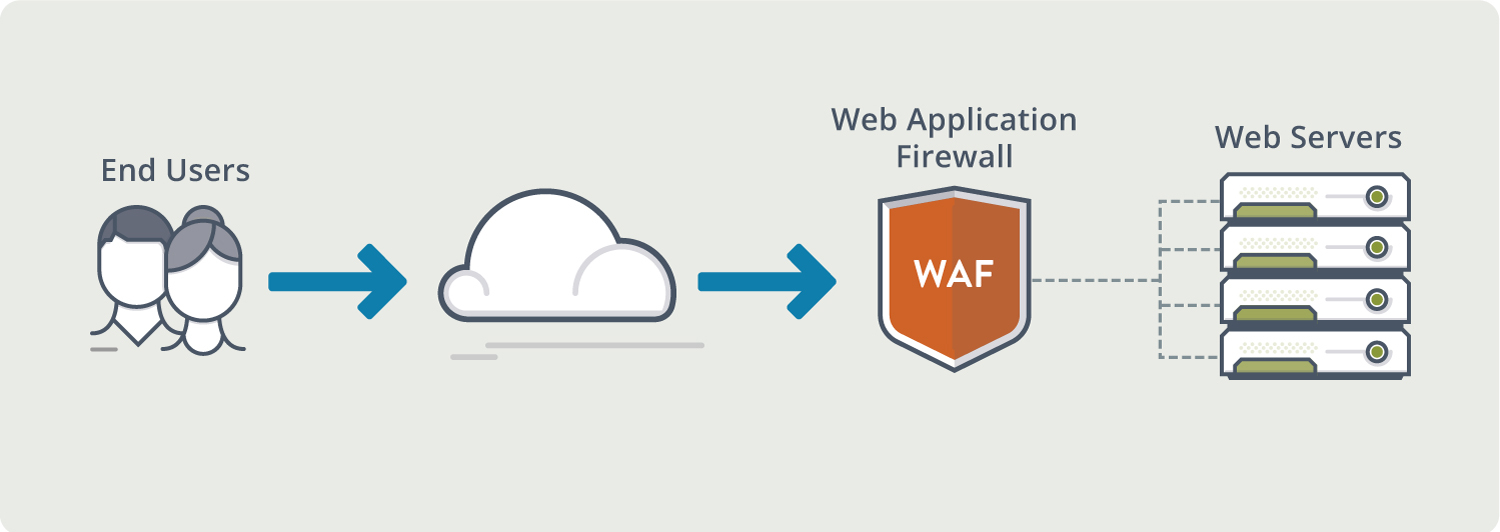 End Users
Web Application
Firewall
WAF
Web Servers